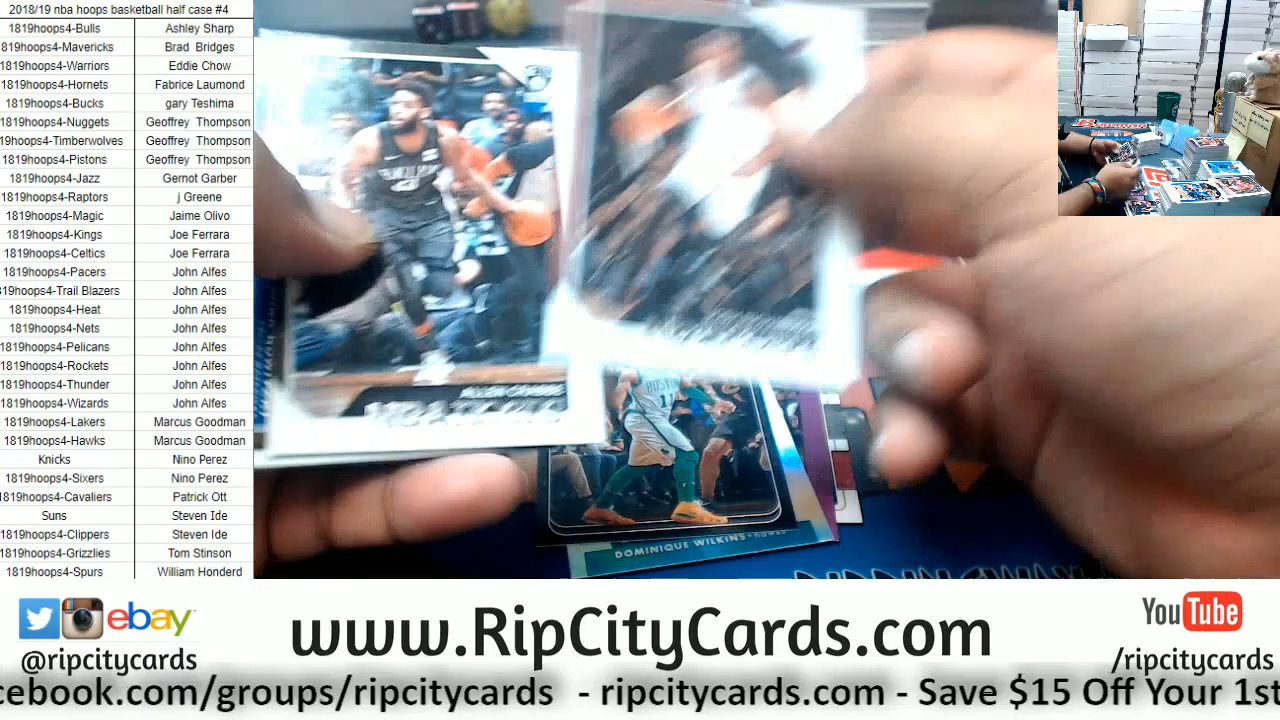 2018/19 nba hoops basketball half case #4
1819hoops4-Bulls Ashley Sharp
819hoops4-Mavericks Brad Bridges
1819hoops4-Warriors Eddie Chow
1819hoops4-Hornets Fabrice Laumond
1819hoops4-Bucks gary Teshima
1819hoops4-Nuggets Geoffrey Thompson
819hoops4-Timberwolves Geoffrey Thompson
1819hoops4-Pistons Geoffrey Thompson
1819hoops4-Jazz Gernot Garber
1819hoops4-Raptors j Greene
1819hoops4-Magic Jaime Olivo
1819hoops4-Kings Joe Ferrara
1819hoops4-Celtics Joe Ferrara
1819hoops4-Pacers John Alfes
819hoops4-Trail Blazers John Alfes
1819hoops4-Heat John Alfes
1819hoops4-Nets John Alfes
1819hoops4-Pelicans John Alfes
1819hoops4-Rockets John Alfes
1819hoops4-Thunder John Alfes
1819hoops4-Wizards John Alfes
1819hoops4-Lakers Marcus Goodman
1819hoops4-Hawks Marcus Goodman
Knicks Nino Perez
1819hoops4-Sixers Nino Perez
1819hoops4-Cavaliers Patrick Ott
Suns Steven Ide
1819hoops4-Clippers Steven Ide
1819hoops4-Grizzlies Tom Stinson
1819hoops4-Spurs William Honderd
BOSTON
11
DOMINIQUE WILKINS • HAWKS
ebay
@ripcitycards
www.RipCityCards.com
YouTube
/ripcitycards
cebook.com/groups/ripcitycards - ripcitycards.com - Save $15 Off Your 1st